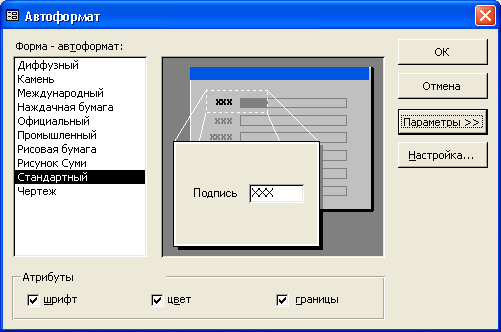 Автоформат
Форма - автоформат:
Диффузный
Камень
Международный
Наждачная бумага
Официальный
Промышленный
Рисовая бумага
Рисунок Суми
Стандартный
Чертеж
xxx
xxx
xxxx
Подпись XXX
OK
Отмена
Параметры >>
Настройка...
Атрибуты
шрифт цвет границы